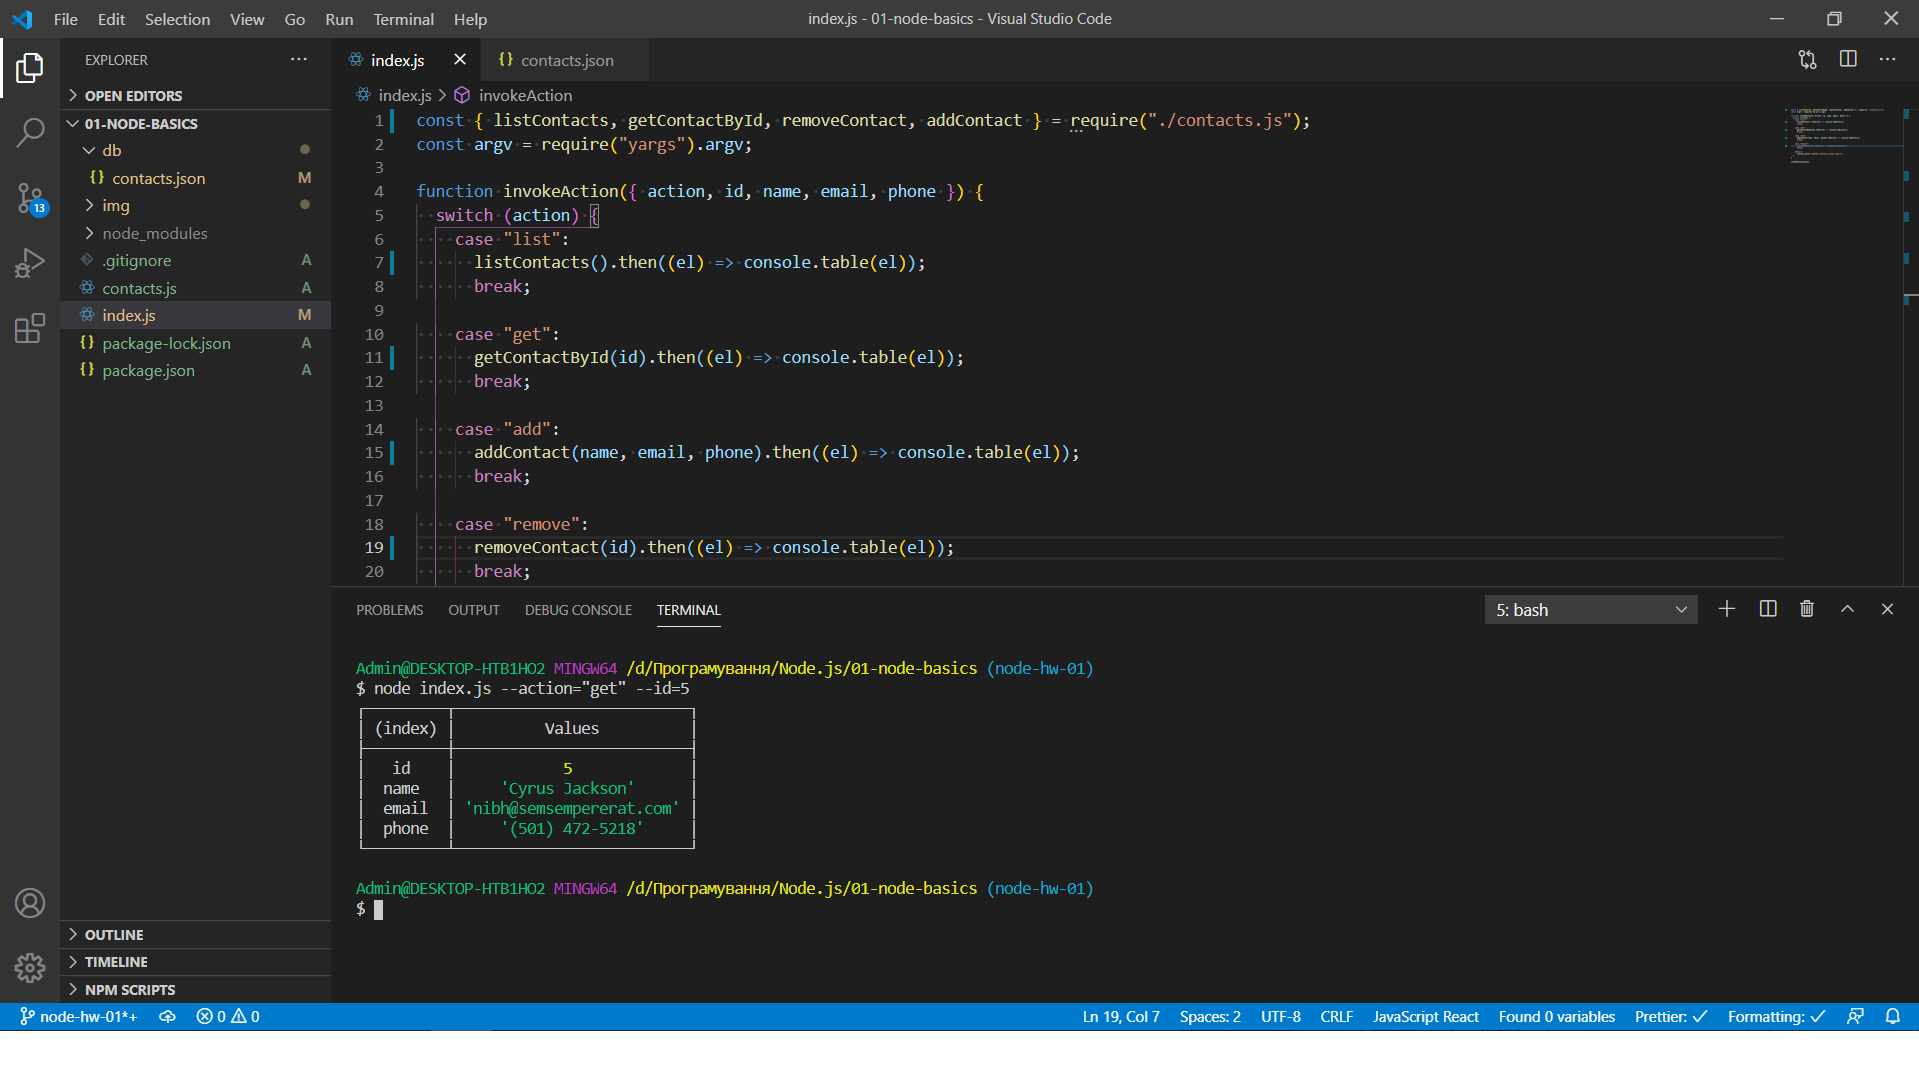 File Edit Selection View Go Run Terminal Help
index.js - 01-node-basics - Visual Studio Code
EXPLORER
OPEN EDITORS
01-NODE-BASICS
db
contacts.json M
img
node_modules
.gitignore A
contacts.js A
index.js M
package-lock.json A
package.json A
OUTLINE
TIMELINE
NPM SCRIPTS
13
index.js contacts.json
index.js > invokeAction
1 const { listContacts, getContactById, removeContact, addContact } = require("./contacts.js");
2 const argv = require("yargs").argv;
3
4 function invokeAction({ action, id, name, email, phone }) {
5 switch (action) {
6 case "list":
7 listContacts().then((el) => console.table(el));
8 break;
9
10 case "get":
11 getContactById(id).then((el) => console.table(el));
12 break;
13
14 case "add":
15 addContact(name, email, phone).then((el) => console.table(el));
16 break;
17
18 case "remove":
19 removeContact(id).then((el) => console.table(el));
20 break;
PROBLEMS OUTPUT DEBUG CONSOLE TERMINAL
5: bash
Admin@DESKTOP-HTB1HO2 MINGW64 /d/Програмування/Node.js/01-node-basics (node-hw-01)
$ node index.js --action="get" --id=5
(index) Values
id 5
name 'Cyrus Jackson'
email 'nibh@semsempererat.com'
phone '(501) 472-5218'
Admin@DESKTOP-HTB1HO2 MINGW64 /d/Програмування/Node.js/01-node-basics (node-hw-01)
$
node-hw-01*+ 0 0
Ln 19, Col 7 Spaces: 2 UTF-8 CRLF JavaScript React Found 0 variables Prettier: ✓ Formatting: ✓